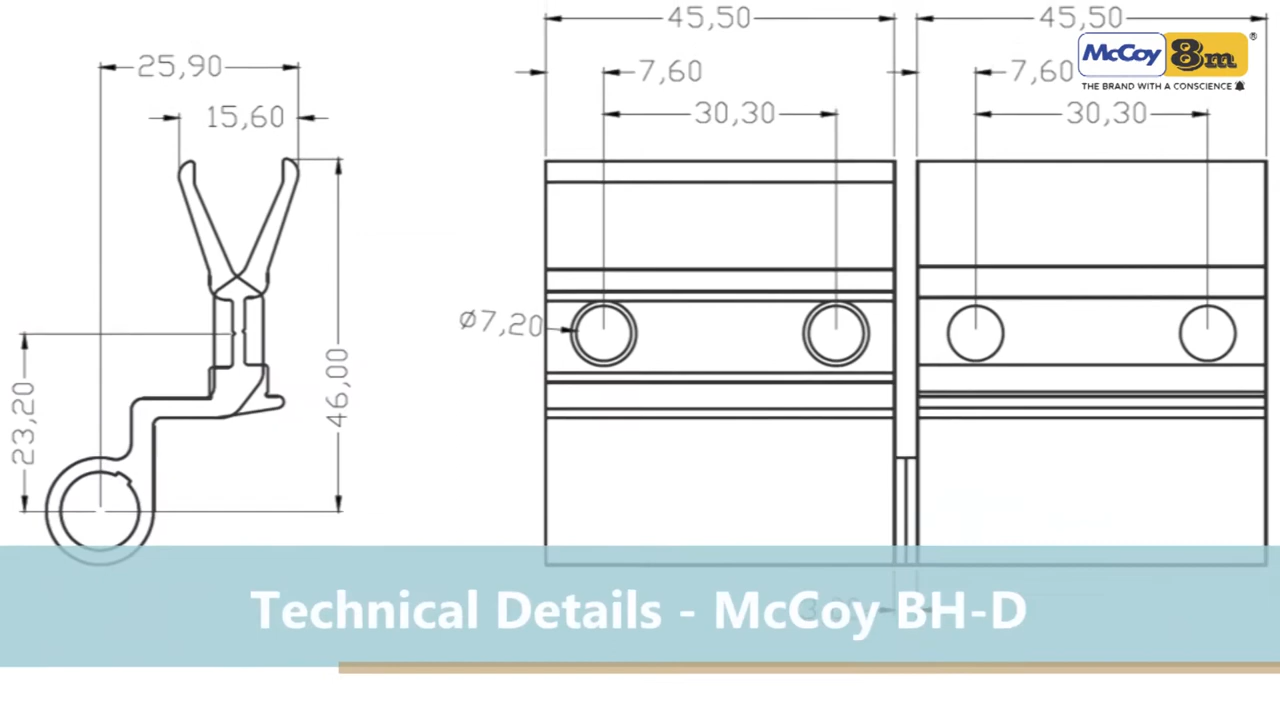 45,50
45,50
25,90
7,60
7,60
McCoy 8m ®
THE BRAND WITH A CONSCIENCE
15,60
30,30
30,30
Ø7,20
46,00
23,20
Technical Details - McCoy BH-D